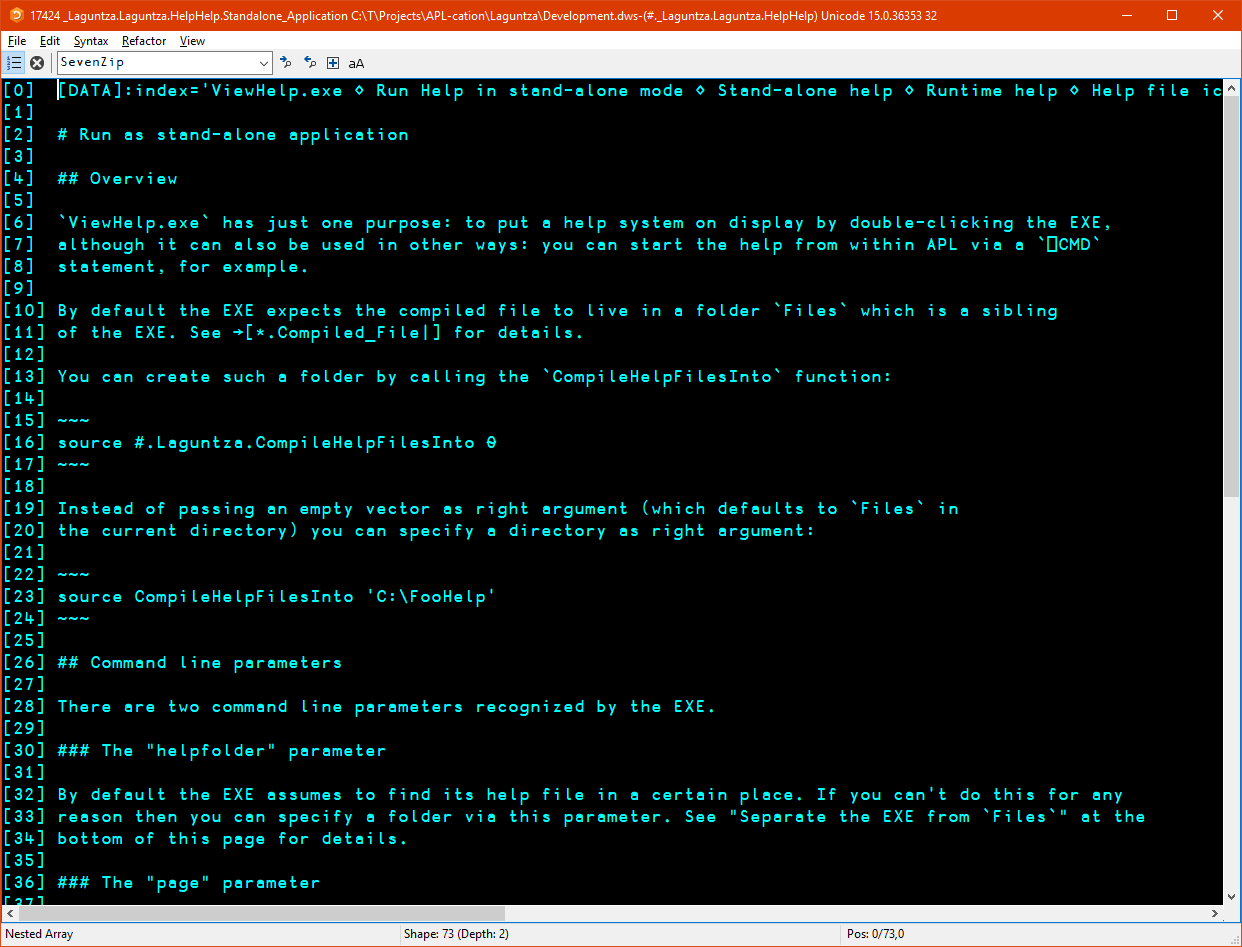 17424 _Laguntza.Laguntza.HelpHelp.Standalone_Application C:\T\Projects\APL-cation\Laguntza\Development.dws-(#._Laguntza.Laguntza.HelpHelp) Unicode 15.0.36353 32
File Edit Syntax Refactor View
SevenZip aA
[0] [DATA]:index='ViewHelp.exe ◊ Run Help in stand-alone mode ◊ Stand-alone help ◊ Runtime help ◊ Help file ic
[1]
[2] # Run as stand-alone application
[3]
[4] ## Overview
[5]
[6] `ViewHelp.exe` has just one purpose: to put a help system on display by double-clicking the EXE,
[7] although it can also be used in other ways: you can start the help from within APL via a `⎕CMD`
[8] statement, for example.
[9]
[10] By default the EXE expects the compiled file to live in a folder `Files` which is a sibling
[11] of the EXE. See →[*.Compiled_File|] for details.
[12]
[13] You can create such a folder by calling the `CompileHelpFilesInto` function:
[14]
[15] ~~~
[16] source #.Laguntza.CompileHelpFilesInto ⍬
[17] ~~~
[18]
[19] Instead of passing an empty vector as right argument (which defaults to `Files` in
[20] the current directory) you can specify a directory as right argument:
[21]
[22] ~~~
[23] source CompileHelpFilesInto 'C:\FooHelp'
[24] ~~~
[25]
[26] ## Command line parameters
[27]
[28] There are two command line parameters recognized by the EXE.
[29]
[30] ### The "helpfolder" parameter
[31]
[32] By default the EXE assumes to find its help file in a certain place. If you can't do this for any
[33] reason then you can specify a folder via this parameter. See "Separate the EXE from `Files`" at the
[34] bottom of this page for details.
[35]
[36] ### The "page" parameter
[37]
Nested Array Shape: 73 (Depth: 2) Pos: 0/73,0